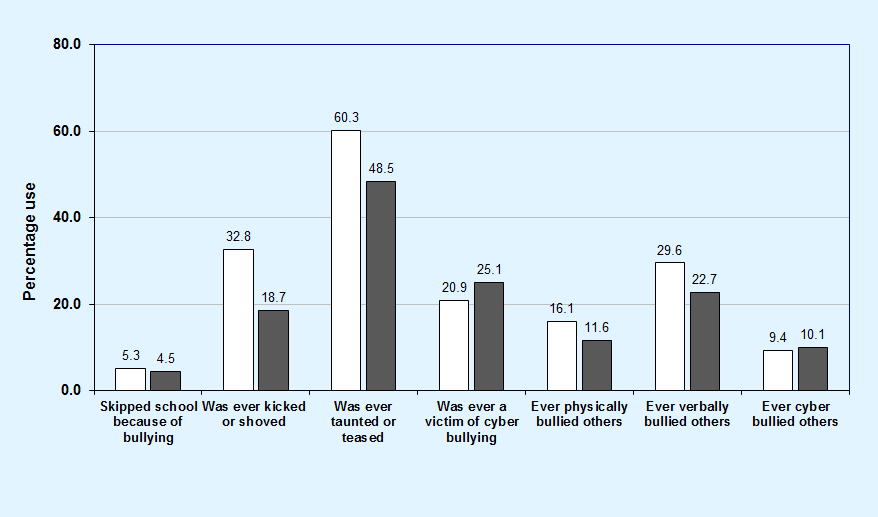 80.0
60.0
40.0
20.0
0.0
Percentage use
5.3
4.5
32.8
18.7
60.3
48.5
20.9
25.1
16.1
11.6
29.6
22.7
9.4
10.1
Skipped school
because of
bullying
Was ever kicked
or shoved
Was ever
taunted or
teased
Was ever a
victim of cyber
bullying
Ever physically
bullied others
Ever verbally
bullied others
Ever cyber
bullied others